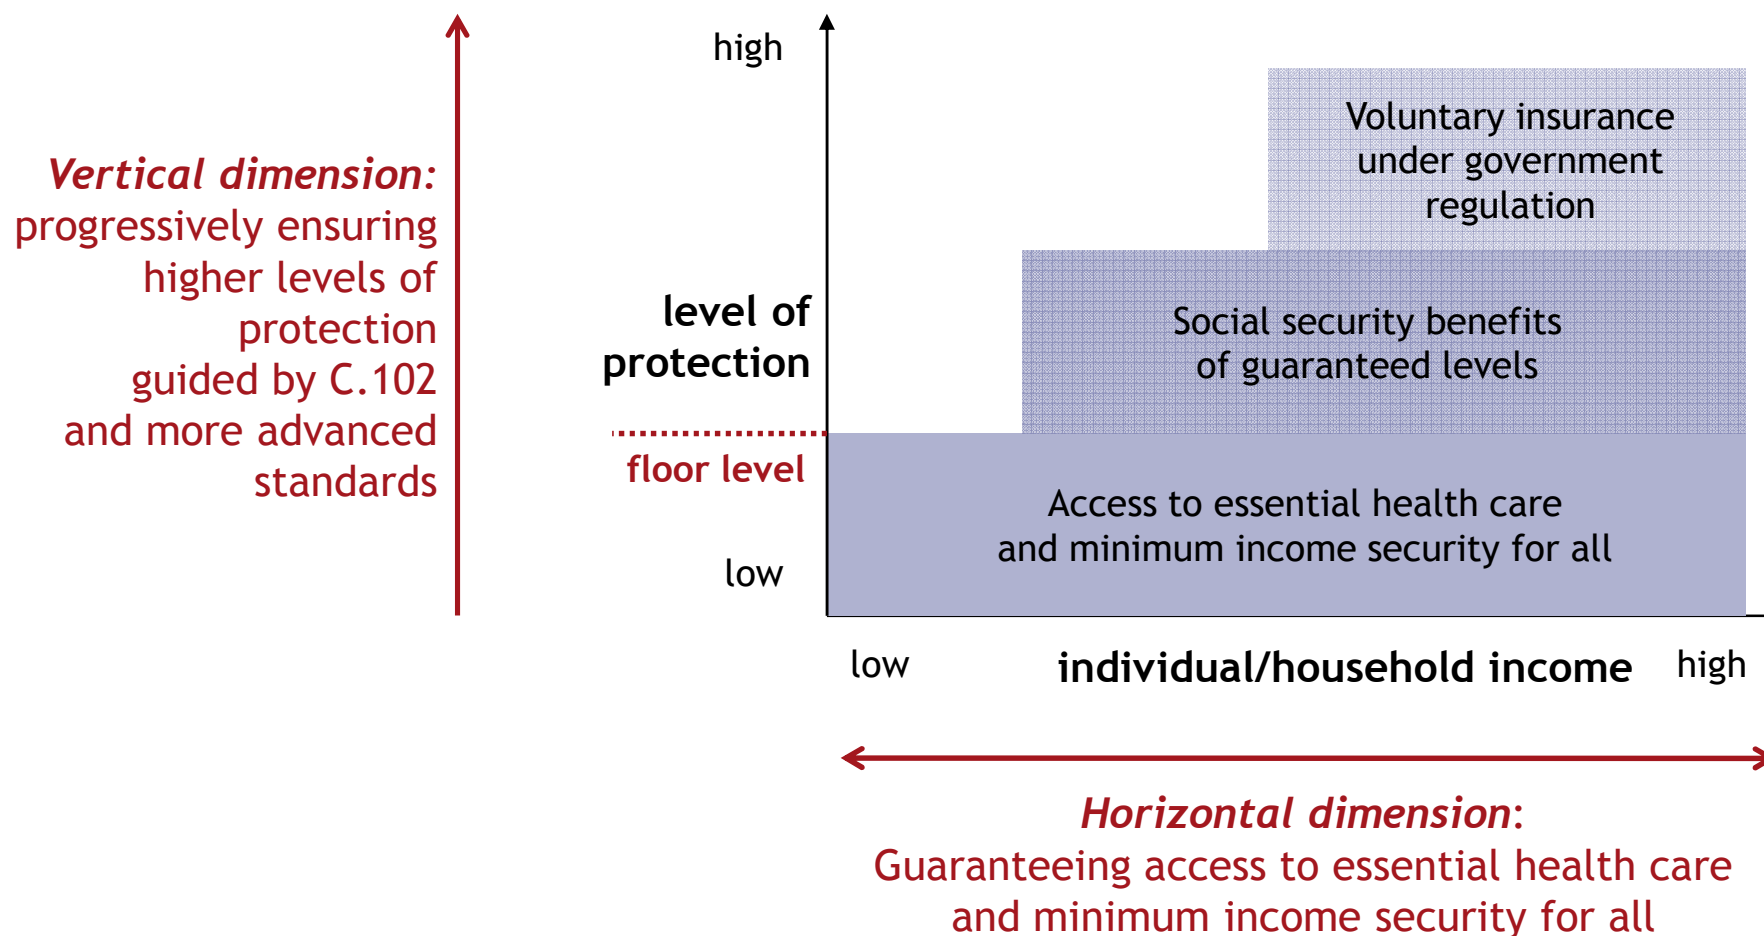 high
Voluntary insurance
under government
regulation
Vertical dimension:
progressively ensuring
higher levels of
protection
guided by C.102
and more advanced
standards
level of
protection
Social security benefits
of guaranteed levels
floor level
Access to essential health care
and minimum income security for all
low
low
individual/household income
high
Horizontal dimension:
Guaranteeing access to essential health care
and minimum income security for all